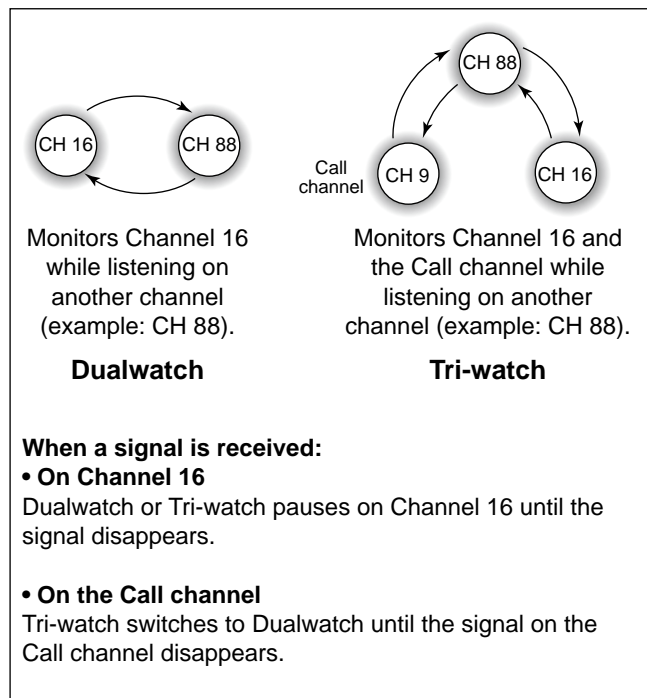 CH 16
CH 88
Monitors Channel 16
while listening on
another channel
(example: CH 88).
Dualwatch
CH 88
Call
channel
CH 9
CH 16
Monitors Channel 16 and
the Call channel while
listening on another
channel (example: CH 88).
Tri-watch
When a signal is received:
• On Channel 16
Dualwatch or Tri-watch pauses on Channel 16 until the
signal disappears.
• On the Call channel
Tri-watch switches to Dualwatch until the signal on the
Call channel disappears.